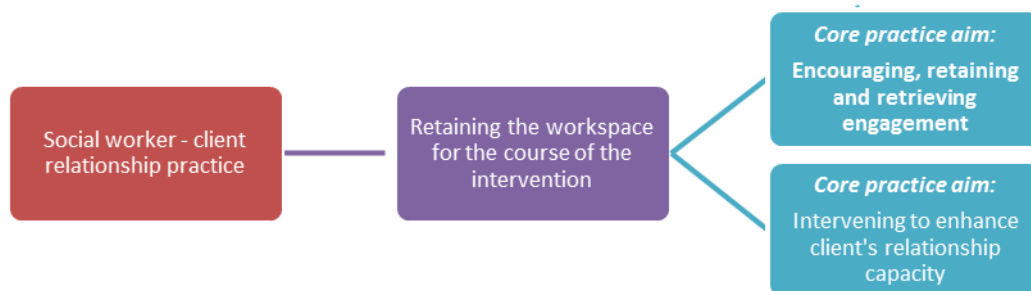 Social worker - client
relationship practice
Retaining the workspace
for the course of the
intervention
Core practice aim:
Encouraging, retaining
and retrieving
engagement
Core practice aim:
Intervening to enhance
client's relationship
capacity